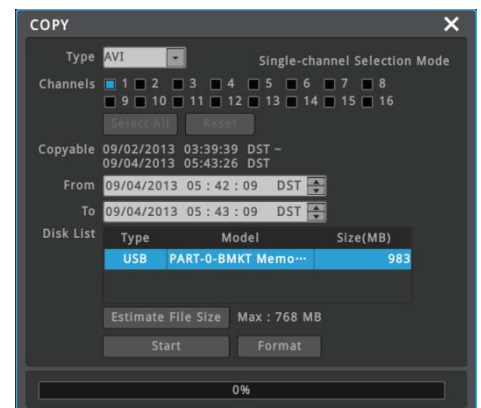 COPY
Type AVI Single-channel Selection Mode
Channels 1 2 3 4 5 6 7 8
9 10 11 12 13 14 15 16
Select All Reset
Copyable 09/02/2013 03:39:39 DST ~
09/04/2013 05:43:26 DST
From 09/04/2013 05 : 42 : 09 DST
To 09/04/2013 05 : 43 : 09 DST
Disk List Type Model Size(MB)
USB PART-0-BMKT Memo··· 983
Estimate File Size Max : 768 MB
Start Format
0%